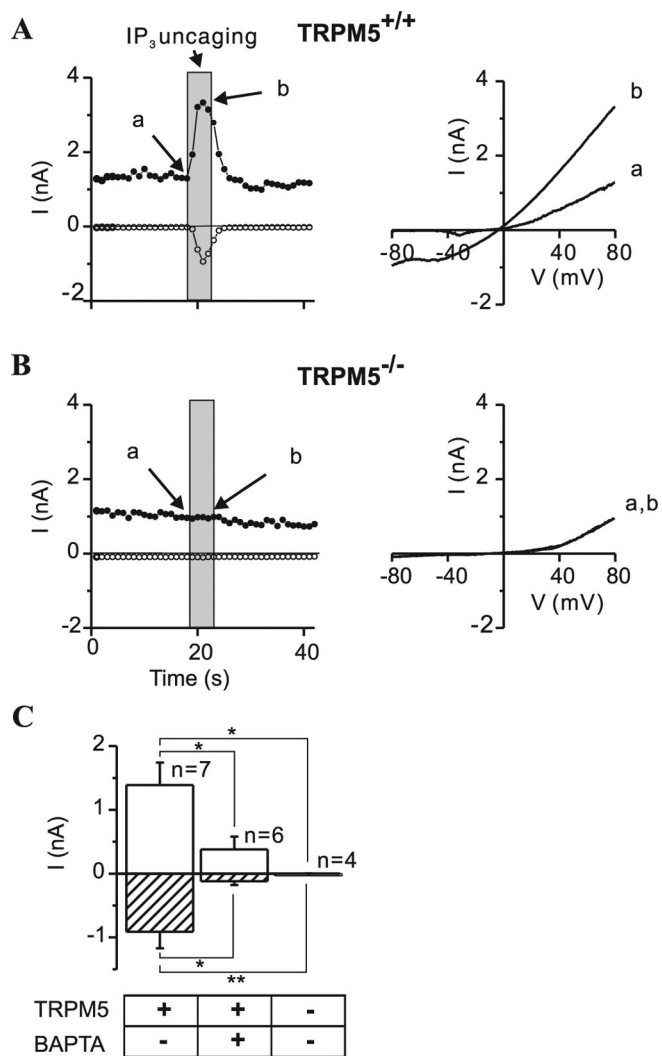 A
IP3 uncaging
TRPM5+/+
4
2
0
-2
I (nA)
a
b
4
2
-2
I (nA)
b
a
-80
-40
0
40
80
V (mV)
B
TRPM5-/-
4
2
0
-2
I (nA)
a
b
0
20
40
Time (s)
4
2
-2
I (nA)
a,b
-80
-40
0
40
80
V (mV)
C
2
1
0
-1
I (nA)
*
*
n=7
n=6
n=4
*
**
TRPM5 + + -
BAPTA - + -